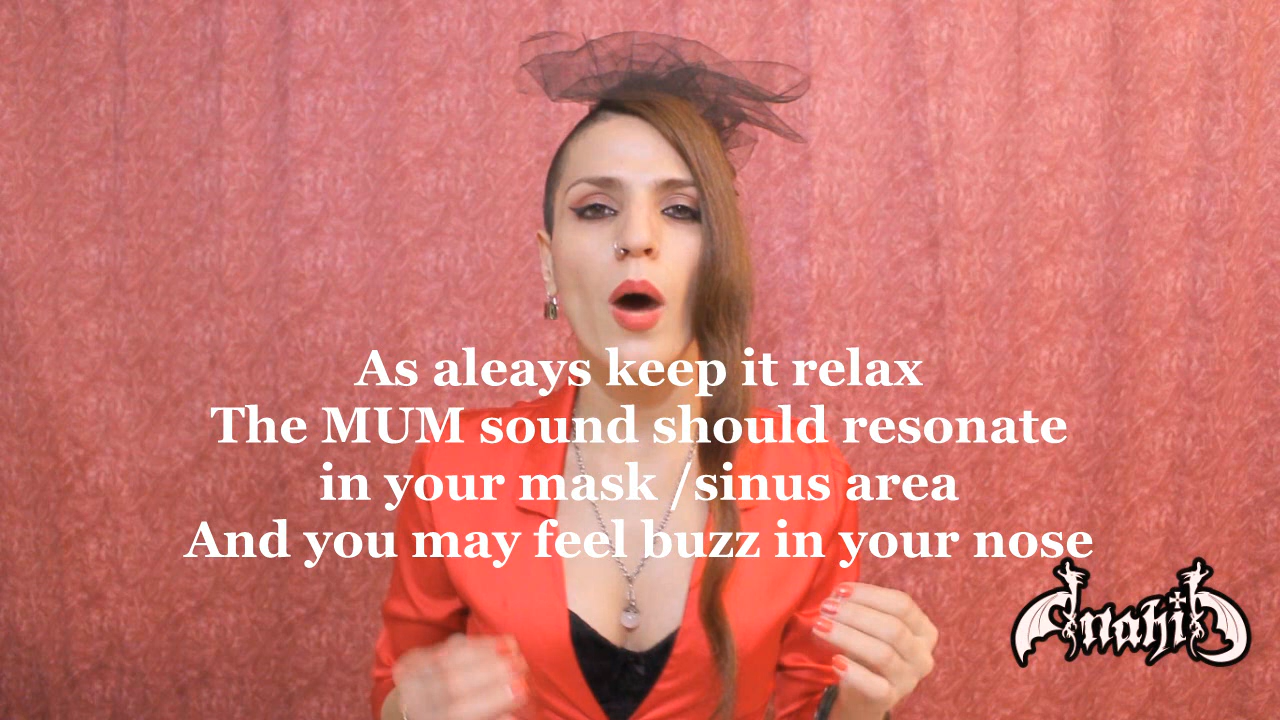 As aleays keep it relax
The MUM sound should resonate
in your mask /sinus area
And you may feel buzz in your nose
Anahit